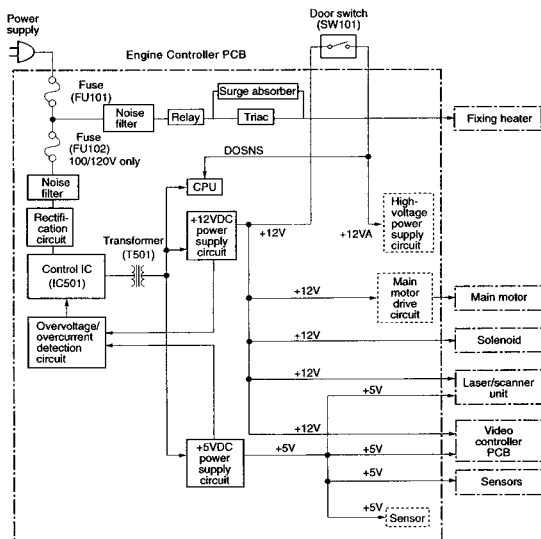 Power
supply
Door switch
(SW101)
Engine Controller PCB
Fuse
(FU101)
Surge absorber
Noise
filter
Relay
Triac
Fixing heater
Fuse
(FU102)
100/120V only
DOSNS
Noise
filter
CPU
Rectifi-
cation
circuit
Transformer
(T501)
+12VDC
power
supply
circuit
+12V
+12VA
High-
voltage
power
supply
circuit
Control IC
(IC501)
+12V
Main
motor
drive
circuit
Main motor
Overvoltage/
overcurrent
detection
circuit
+12V
Solenoid
+12V
+5V
Laser/scanner
unit
+12V
+5VDC
power
supply
circuit
+5V
+5V
Video
controller
PCB
+5V
Sensors
+5V
Sensor